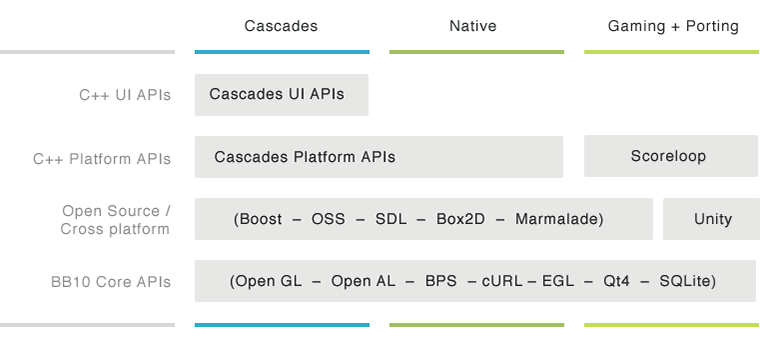 Cascades
Native
Gaming + Porting
C++ UI APIs
Cascades UI APIs
C++ Platform APIs
Cascades Platform APIs
Scoreloop
Open Source /
Cross platform
(Boost – OSS – SDL – Box2D – Marmalade)
Unity
BB10 Core APIs
(Open GL – Open AL – BPS – cURL – EGL – Qt4 – SQLite)